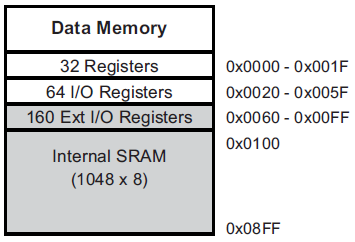 Data Memory
32 Registers 0x0000 - 0x001F
64 I/O Registers 0x0020 - 0x005F
160 Ext I/O Registers 0x0060 - 0x00FF
0x0100
Internal SRAM
(1048 x 8)
0x08FF